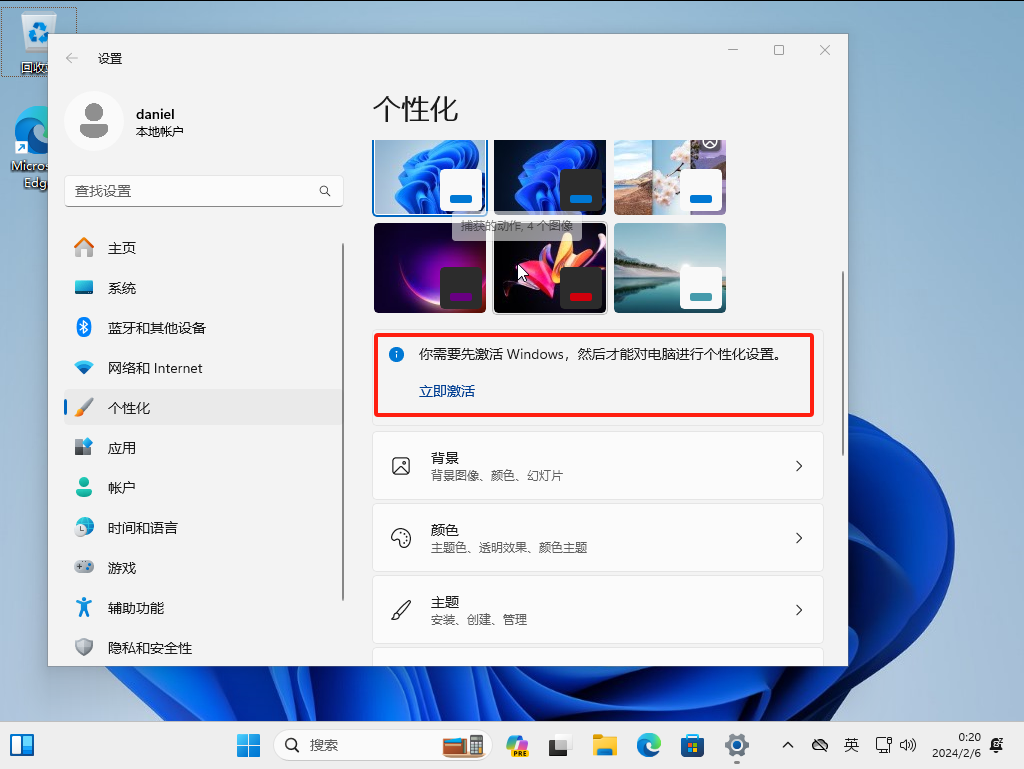 回收
Micros
Edg
设置
daniel
本地帐户
查找设置
主页
系统
蓝牙和其他设备
网络和 Internet
个性化
应用
帐户
时间和语言
游戏
辅助功能
隐私和安全性
个性化
捕获的动作, 4 个图像
你需要先激活 Windows，然后才能对电脑进行个性化设置。
立即激活
背景
背景图像、颜色、幻灯片
颜色
主题色、透明效果、颜色主题
主题
安装、创建、管理
搜索
PRE
英
0:20
2024/2/6